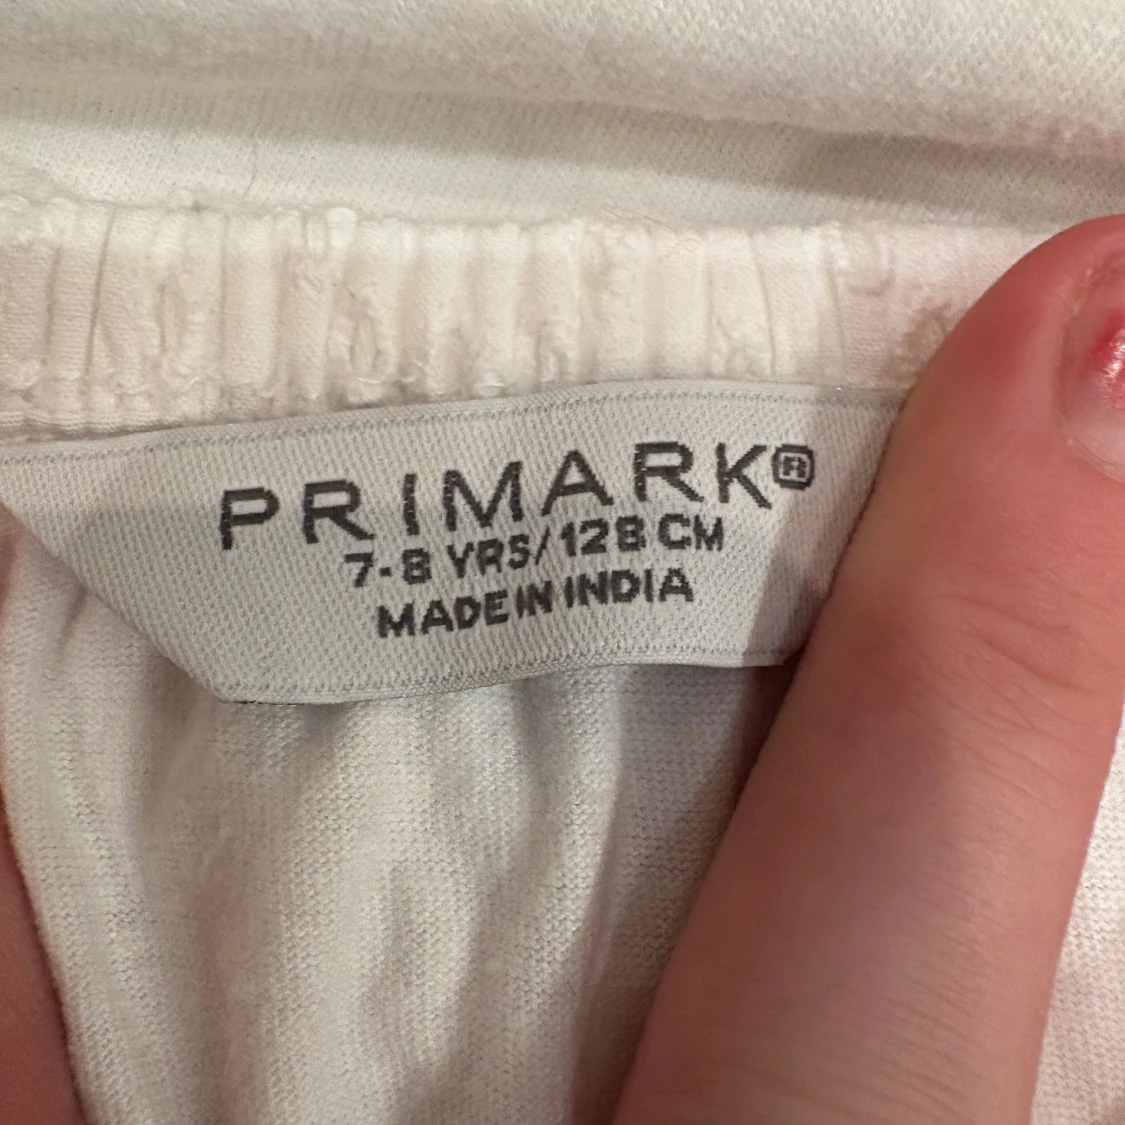 PRIMARK®
7-8 YRS/128 CM
MADE IN INDIA